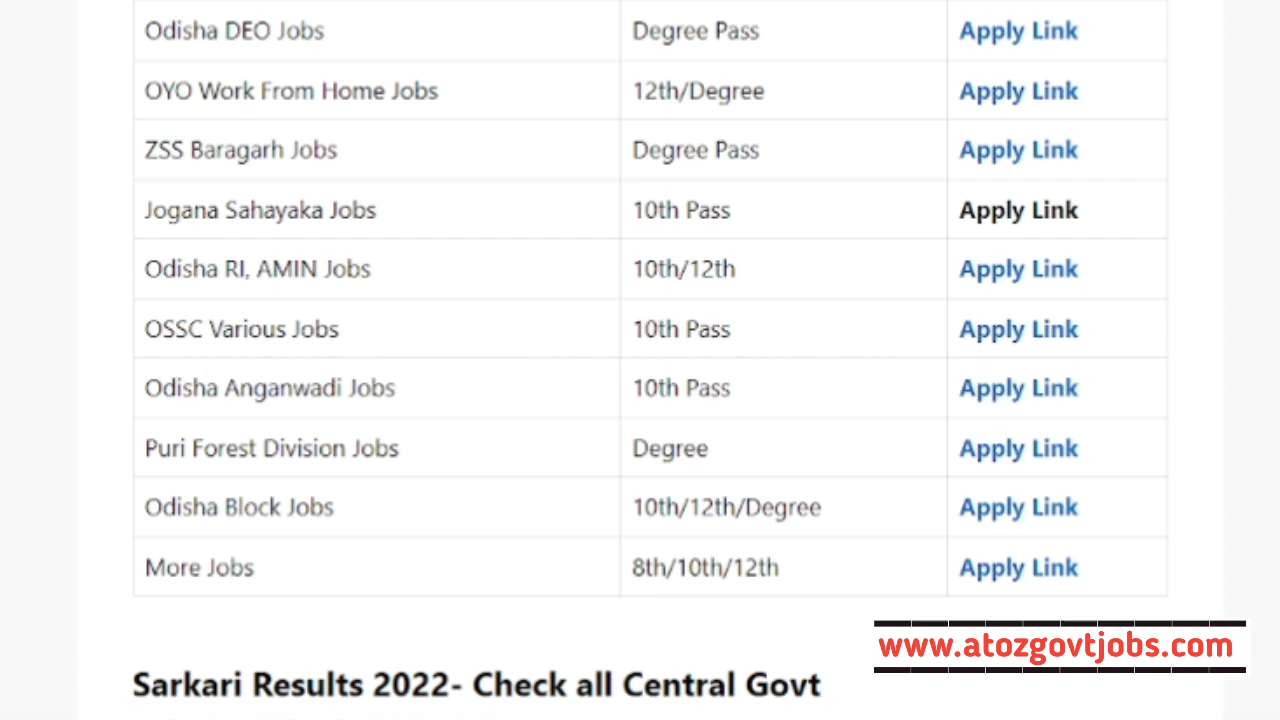 Odisha DEO Jobs Degree Pass Apply Link
OYO Work From Home Jobs 12th/Degree Apply Link
ZSS Baragarh Jobs Degree Pass Apply Link
Jogana Sahayaka Jobs 10th Pass Apply Link
Odisha RI, AMIN Jobs 10th/12th Apply Link
OSSC Various Jobs 10th Pass Apply Link
Odisha Anganwadi Jobs 10th Pass Apply Link
Puri Forest Division Jobs Degree Apply Link
Odisha Block Jobs 10th/12th/Degree Apply Link
More Jobs 8th/10th/12th Apply Link
www.atozgovtjobs.com
Sarkari Results 2022- Check all Central Govt